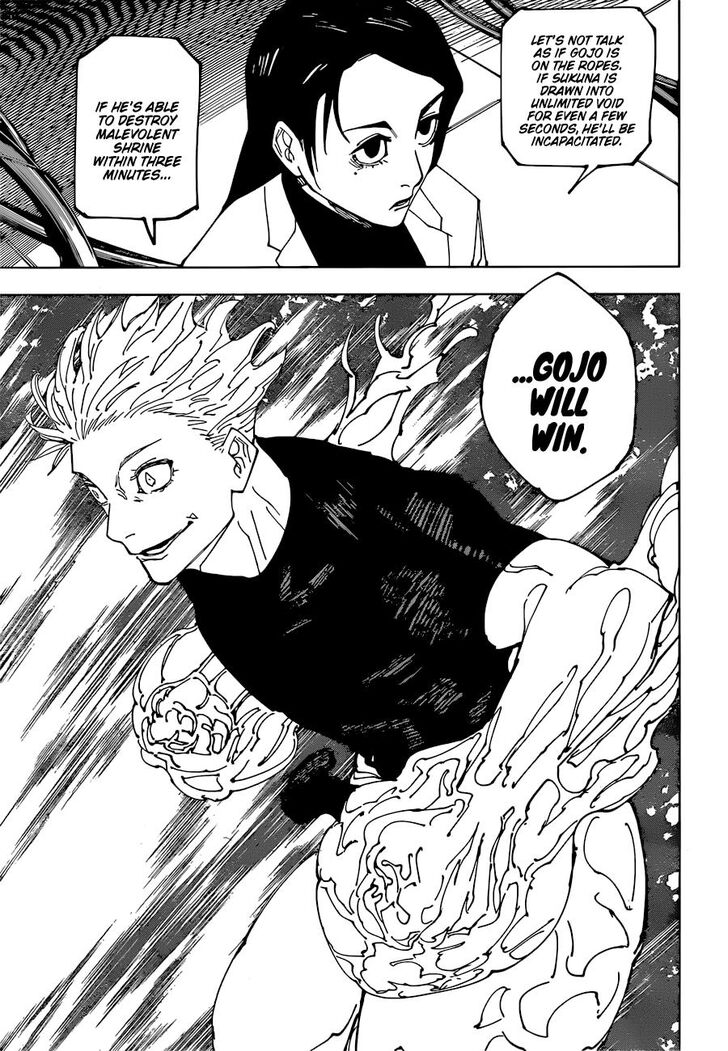 LET'S NOT TALK
AS IF GOJO IS
ON THE ROPES.
IF SUKUNA IS
DRAWN INTO
UNLIMITED VOID
FOR EVEN A FEW
SECONDS, HE'LL BE
INCAPACITATED.
IF HE'S ABLE
TO DESTROY
MALEVOLENT
SHRINE
WITHIN THREE
MINUTES...
...GOJO
WILL
WIN.